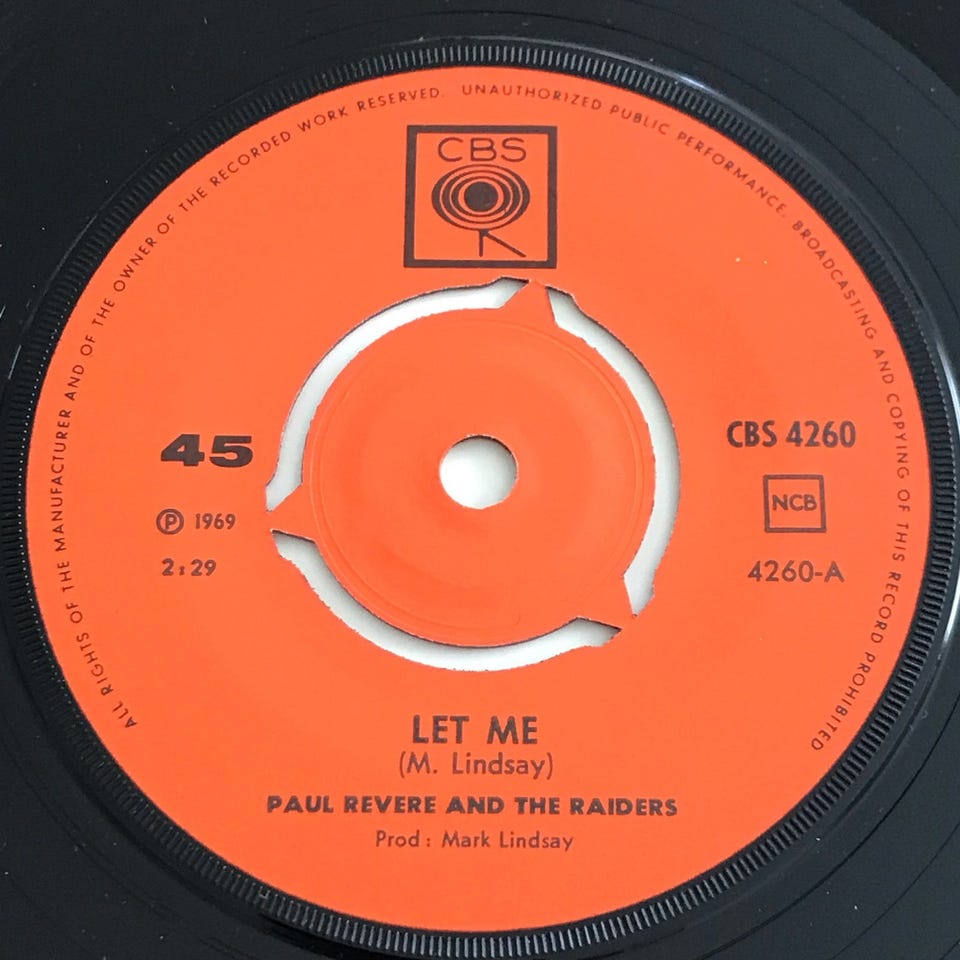 ALL RIGHTS OF THE MANUFACTURER AND OF THE OWNER OF THE RECORDED WORK RESERVED. UNAUTHORIZED PUBLIC PERFORMANCE. BROADCASTING AND COPYING OF THIS RECORD PROHIBITED
CBS
45
CBS 4260
Ⓟ 1969
NCB
2:29
4260-A
LET ME
(M. Lindsay)
PAUL REVERE AND THE RAIDERS
Prod : Mark Lindsay